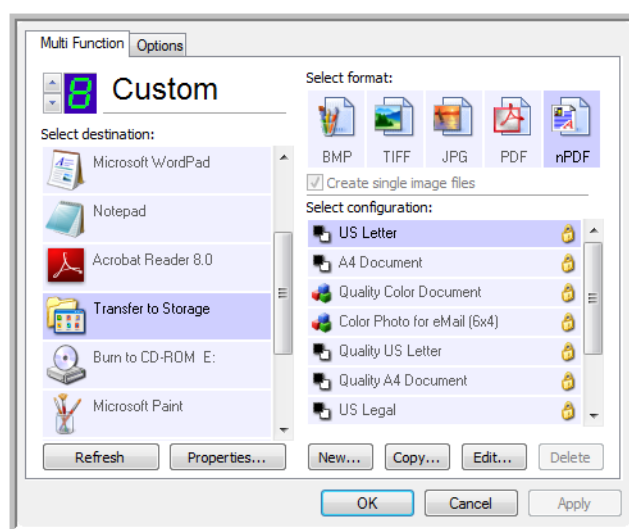 Multi Function
Options
8
Custom
Select destination:
Microsoft WordPad
Notepad
Acrobat Reader 8.0
Transfer to Storage
Burn to CD-ROM  E:
Microsoft Paint
Refresh
Properties...
Select format:
BMP
TIFF
JPG
PDF
nPDF
Create single image files
Select configuration:
US Letter
A4 Document
Quality Color Document
Color Photo for eMail (6x4)
Quality US Letter
Quality A4 Document
US Legal
New...
Copy...
Edit...
Delete
OK
Cancel
Apply